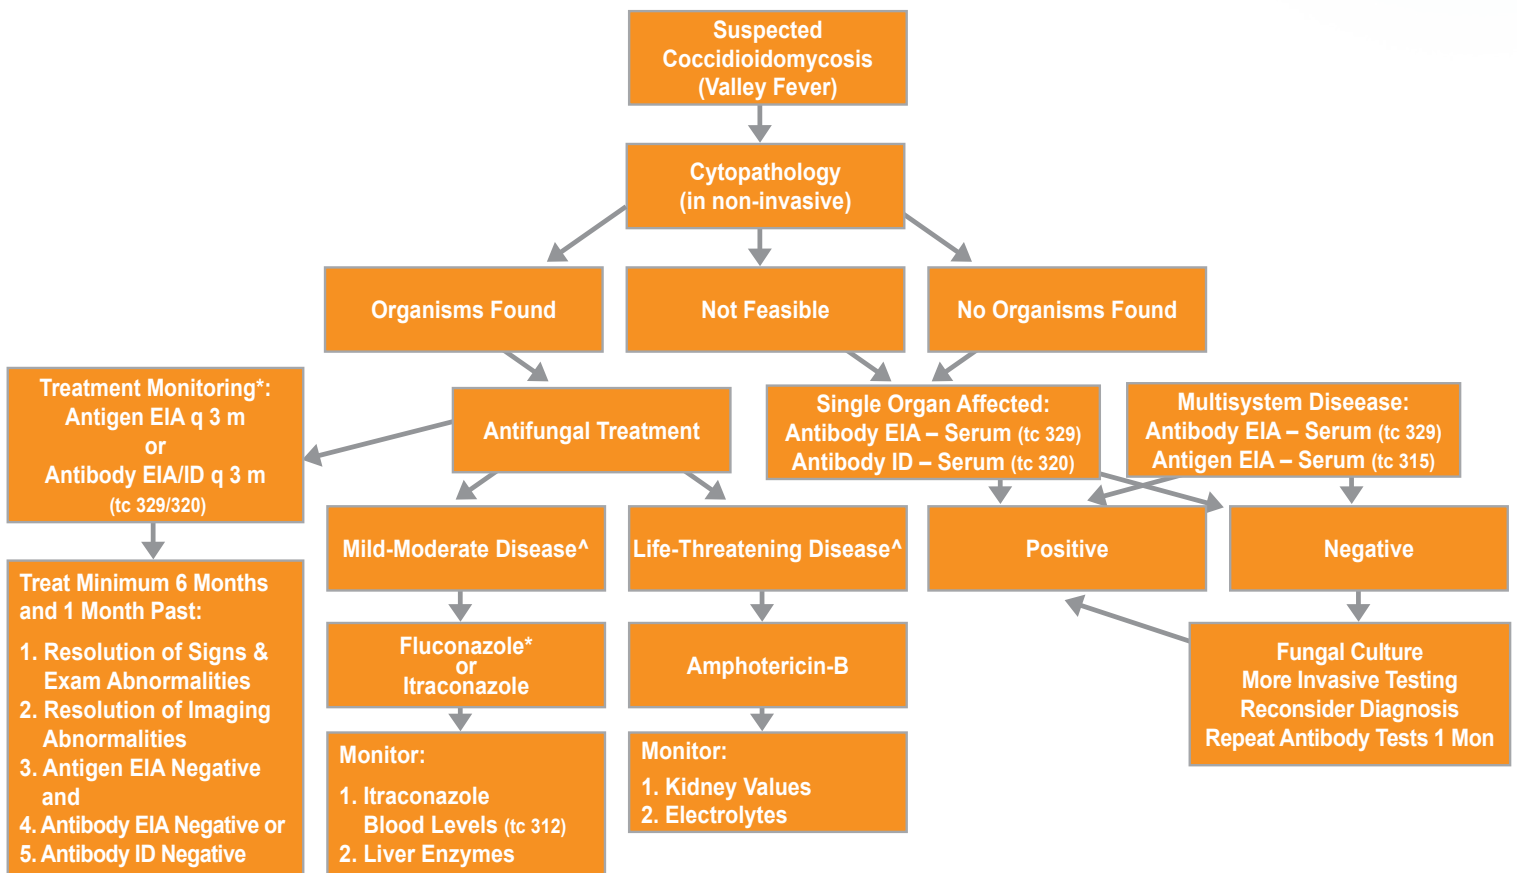 Suspected
Coccidioidomycosis
(Valley Fever)
Cytopathology
(in non-invasive)
Organisms Found
Not Feasible
No Organisms Found
Treatment Monitoring*:
Antigen EIA q 3 m
or
Antibody EIA/ID q 3 m
(tc 329/320)
Antifungal Treatment
Single Organ Affected:
Antibody EIA – Serum (tc 329)
Antibody ID – Serum (tc 320)
Multisystem Diseease:
Antibody EIA – Serum (tc 329)
Antigen EIA – Serum (tc 315)
Mild-Moderate Disease^
Life-Threatening Disease^
Positive
Negative
Treat Minimum 6 Months
and 1 Month Past:
1. Resolution of Signs &
Exam Abnormalities
2. Resolution of Imaging
Abnormalities
3. Antigen EIA Negative
and
4. Antibody EIA Negative or
5. Antibody ID Negative
Fluconazole*
or
Itraconazole
Amphotericin-B
Fungal Culture
More Invasive Testing
Reconsider Diagnosis
Repeat Antibody Tests 1 Mon
Monitor:
1. Itraconazole
Blood Levels (tc 312)
2. Liver Enzymes
Monitor:
1. Kidney Values
2. Electrolytes